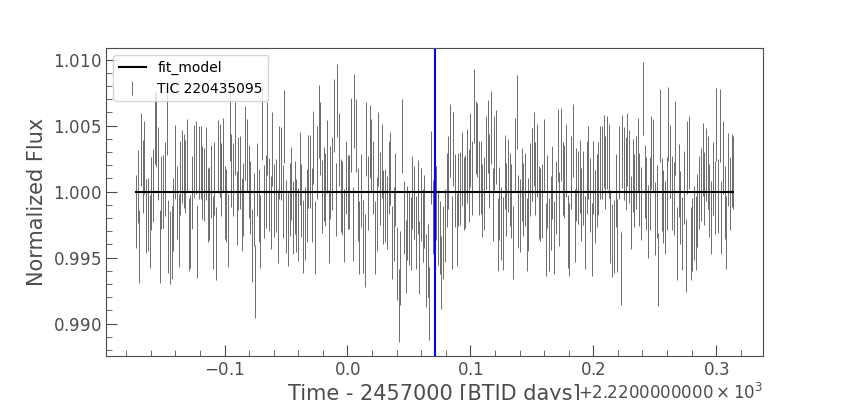 fit_model
TIC 220435095
Normalized Flux
1.010
1.005
1.000
0.995
0.990
−0.1
0.0
0.1
0.2
0.3
Time - 2457000 [BTJD days]
+2.2200000000×10³